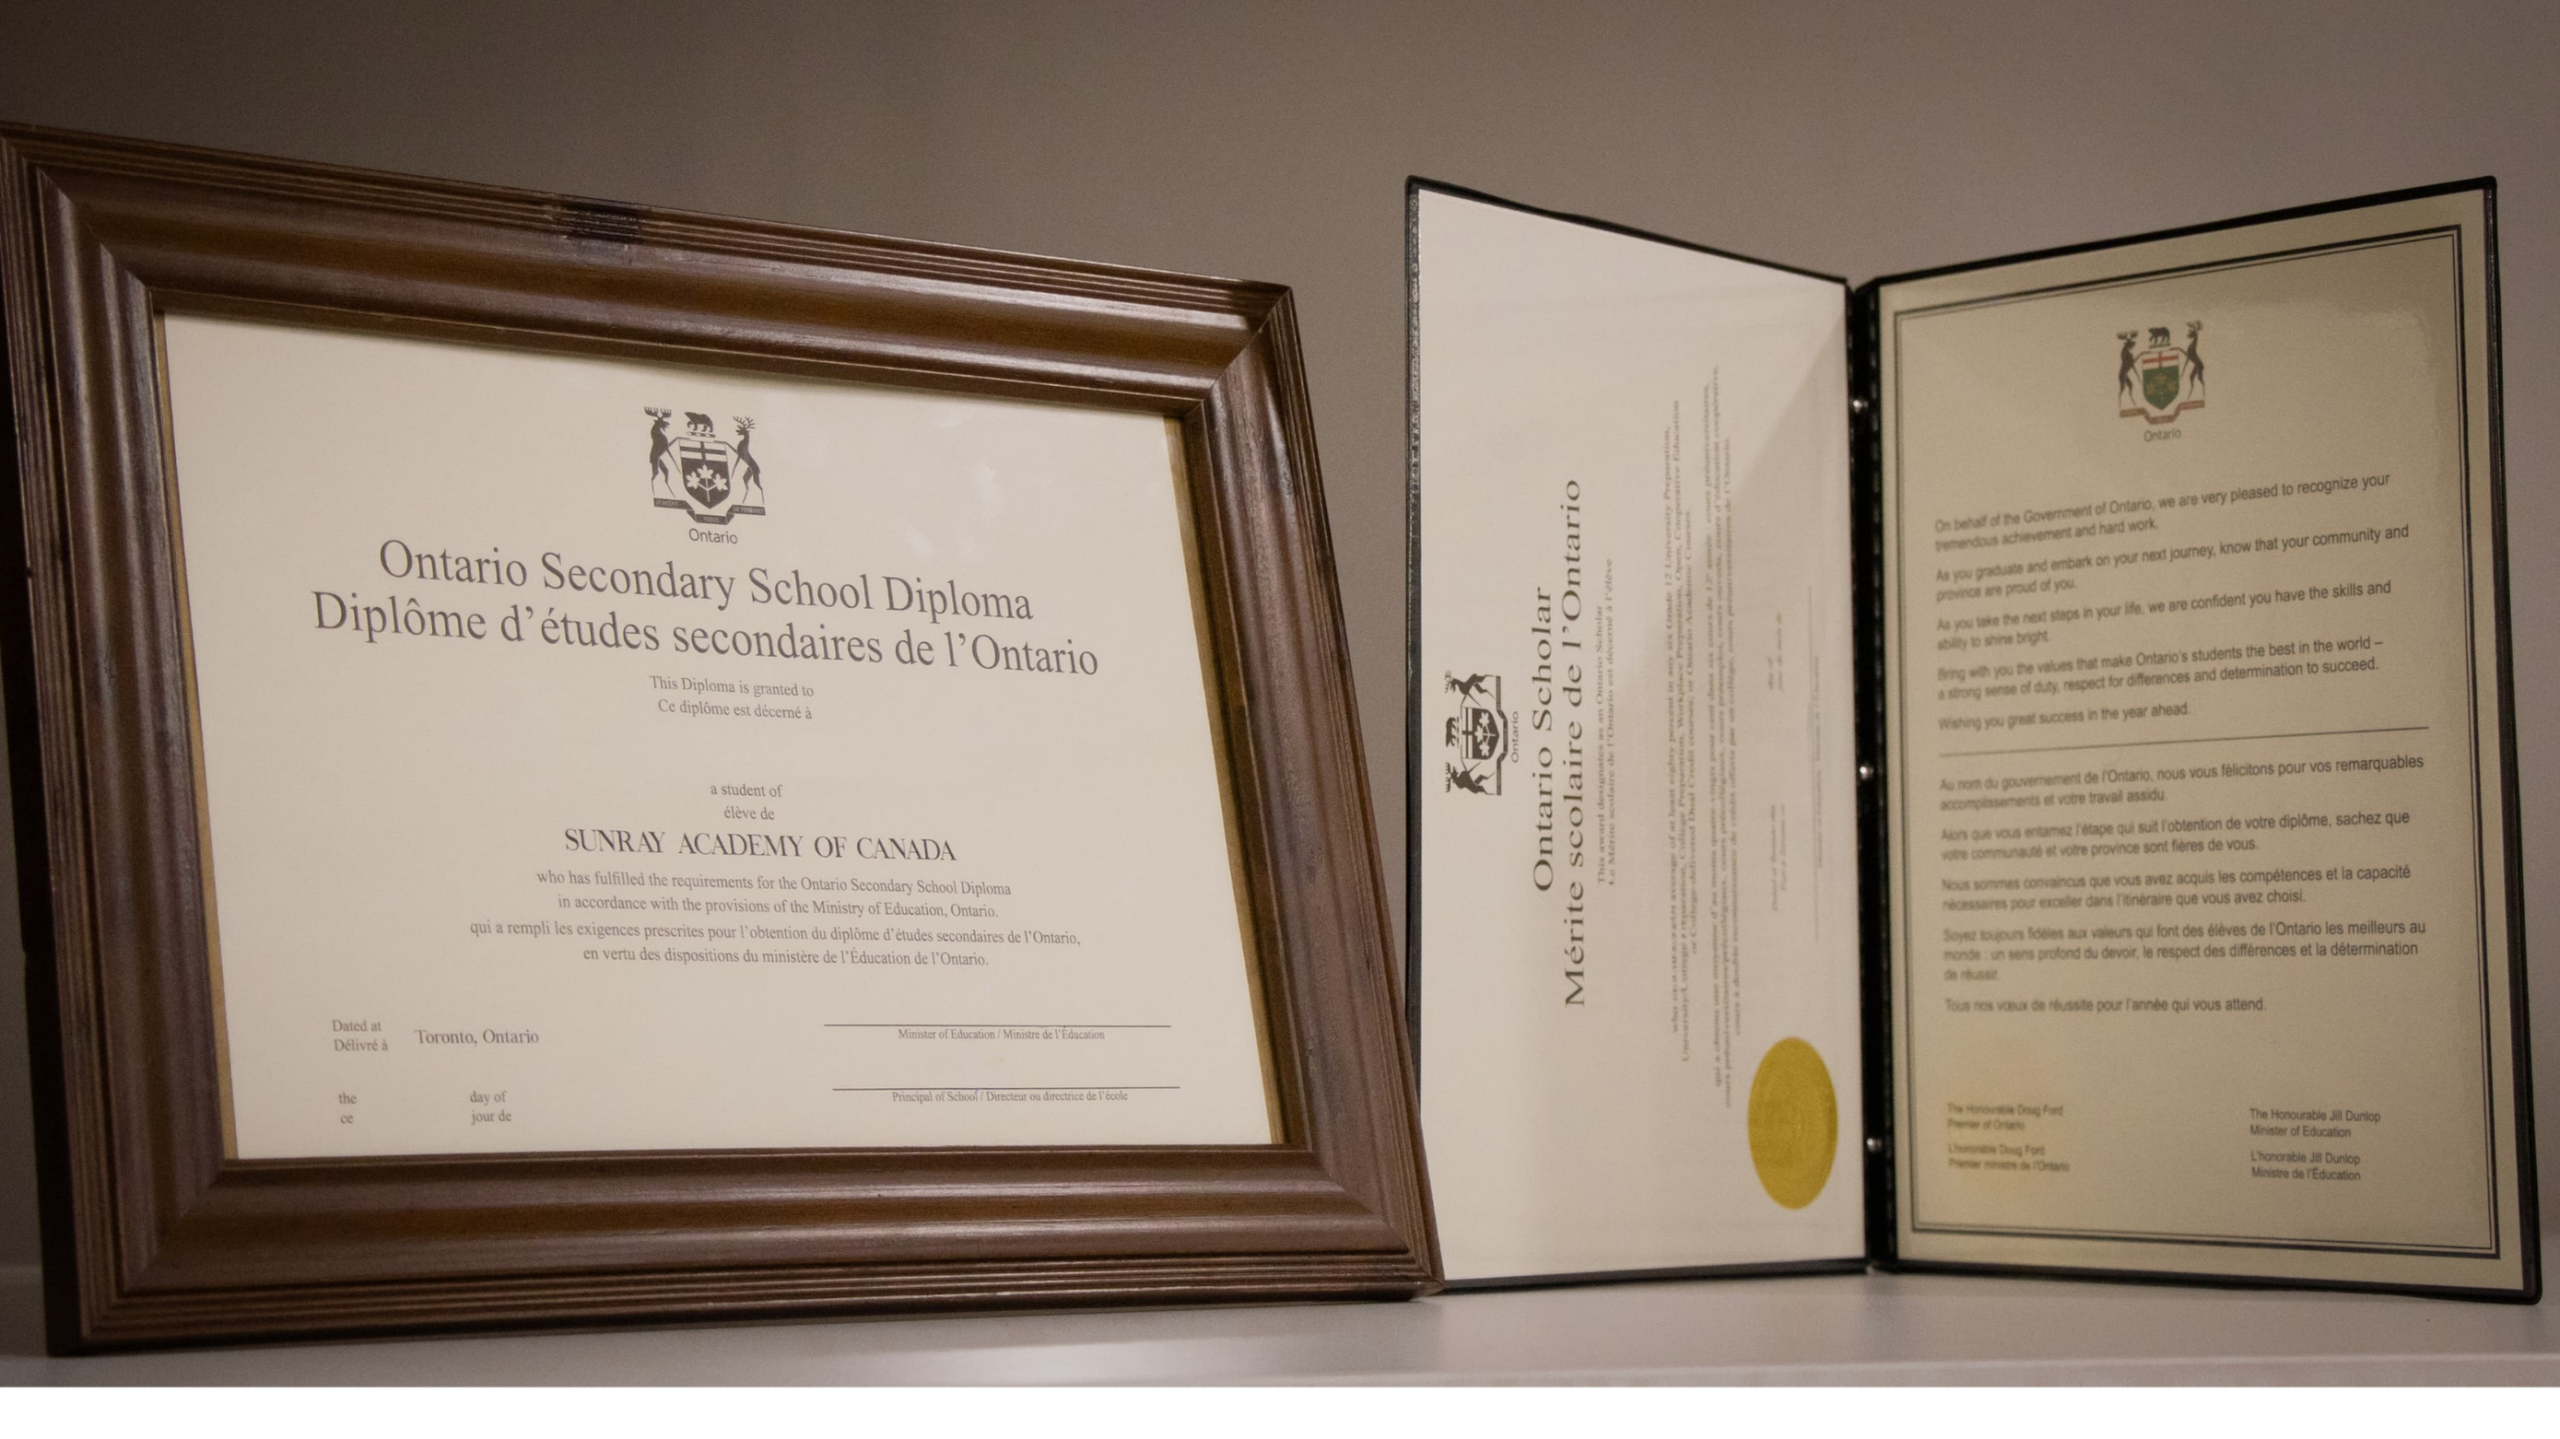 Ontario
Ontario Secondary School Diploma
Diplôme d’études secondaires de l’Ontario
This Diploma is granted to
Ce diplôme est décerné à
a student of
élève de
SUNRAY ACADEMY OF CANADA
who has fulfilled the requirements for the Ontario Secondary School Diploma
in accordance with the provisions of the Ministry of Education, Ontario.
qui a rempli les exigences prescrites pour l’obtention du diplôme d’études secondaires de l’Ontario,
en vertu des dispositions du ministère de l’Éducation de l’Ontario.
Dated at
Délivré à
Toronto, Ontario
the
ce
day of
jour de
Minister of Education / Ministre de l’Éducation
Principal of School / Directeur ou directrice de l’école
Ontario
Ontario Scholar
Mérite scolaire de l’Ontario
This award designates as an Ontario Scholar
Le Mérite scolaire de l’Ontario est décerné à l’élève
Ontario
On behalf of the Government of Ontario, we are very pleased to recognize your
tremendous achievement and hard work.
As you graduate and embark on your next journey, know that your community and
province are proud of you.
As you take the next steps in your life, we are confident you have the skills and
ability to shine bright.
Bring with you the values that make Ontario’s students the best in the world –
a strong sense of duty, respect for differences and determination to succeed.
Wishing you great success in the year ahead.
Au nom du gouvernement de l’Ontario, nous vous félicitons pour vos remarquables
accomplissements et votre travail assidu.
Alors que vous entamez l’étape qui suit l’obtention de votre diplôme, sachez que
votre communauté et votre province sont fières de vous.
Nous sommes convaincus que vous avez acquis les compétences et la capacité
nécessaires pour exceller dans l’itinéraire que vous avez choisi.
Soyez toujours fidèles aux valeurs qui font des élèves de l’Ontario les meilleurs au
monde : un sens profond du devoir, le respect des différences et la détermination
de réussir.
Tous nos vœux de réussite pour l’année qui vous attend.
The Honourable Doug Ford
Premier of Ontario
L’honorable Doug Ford
Premier ministre de l’Ontario
The Honourable Jill Dunlop
Minister of Education
L’honorable Jill Dunlop
Ministre de l’Éducation